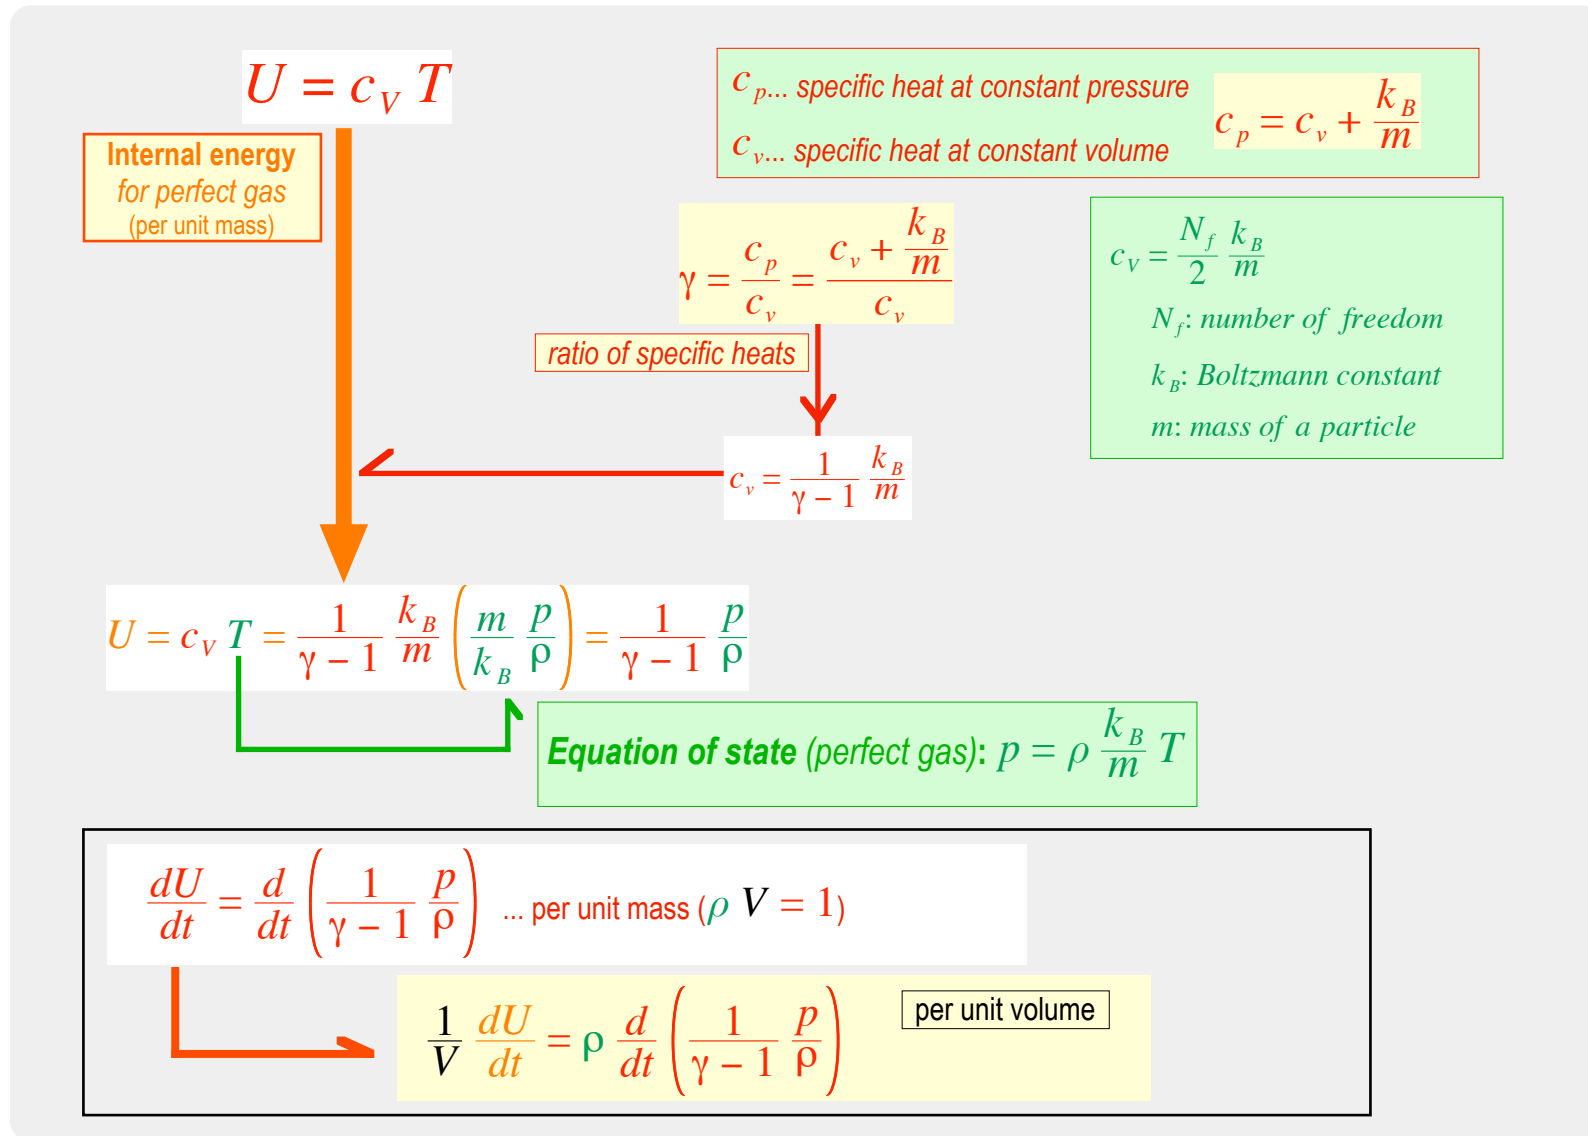 U = c_V T
Internal energy
for perfect gas
(per unit mass)
c_p... specific heat at constant pressure
c_v... specific heat at constant volume
c_p = c_v + k_B/m
γ = c_p/c_v = (c_v + k_B/m)/c_v
ratio of specific heats
c_V = N_f/2 k_B/m
N_f: number of freedom
k_B: Boltzmann constant
m: mass of a particle
c_v = 1/(γ − 1) k_B/m
U = c_V T = 1/(γ − 1) k_B/m (m/k_B p/ρ) = 1/(γ − 1) p/ρ
Equation of state (perfect gas): p = ρ k_B/m T
dU/dt = d/dt (1/(γ − 1) p/ρ) ... per unit mass (ρ V = 1)
1/V dU/dt = ρ d/dt (1/(γ − 1) p/ρ)
per unit volume